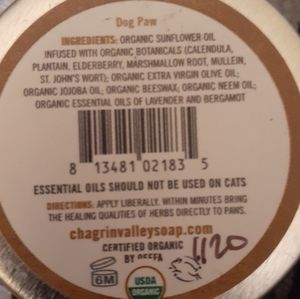 Dog Paw
INGREDIENTS: ORGANIC SUNFLOWER OIL
INFUSED WITH ORGANIC BOTANICALS (CALENDULA,
PLANTAIN, ELDERBERRY, MARSHMALLOW ROOT, MULLEIN,
ST. JOHN'S WORT); ORGANIC EXTRA VIRGIN OLIVE OIL;
ORGANIC JOJOBA OIL; ORGANIC BEESWAX; ORGANIC NEEM OIL;
ORGANIC ESSENTIAL OILS OF LAVENDER AND BERGAMOT
8 13481 02183 5
ESSENTIAL OILS SHOULD NOT BE USED ON CATS
DIRECTIONS: APPLY LIBERALLY. WITHIN MINUTES BRING
THE HEALING QUALITIES OF HERBS DIRECTLY TO PAWS.
chagrinvalleysoap.com
CERTIFIED ORGANIC
BY OEFFA
1120
6M
USDA
ORGANIC